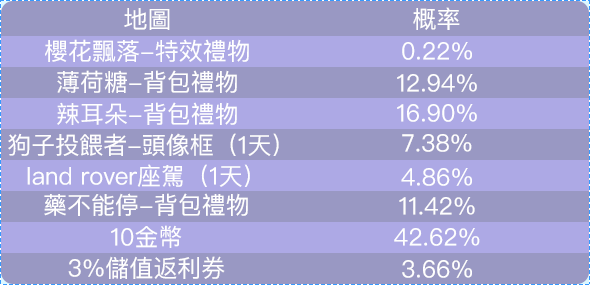 地圖 概率
櫻花飄落–特效禮物 0.22%
薄荷糖–背包禮物 12.94%
辣耳朵–背包禮物 16.90%
狗子投餵者–頭像框（1天） 7.38%
land rover座駕（1天） 4.86%
藥不能停–背包禮物 11.42%
10金幣 42.62%
3%儲值返利券 3.66%